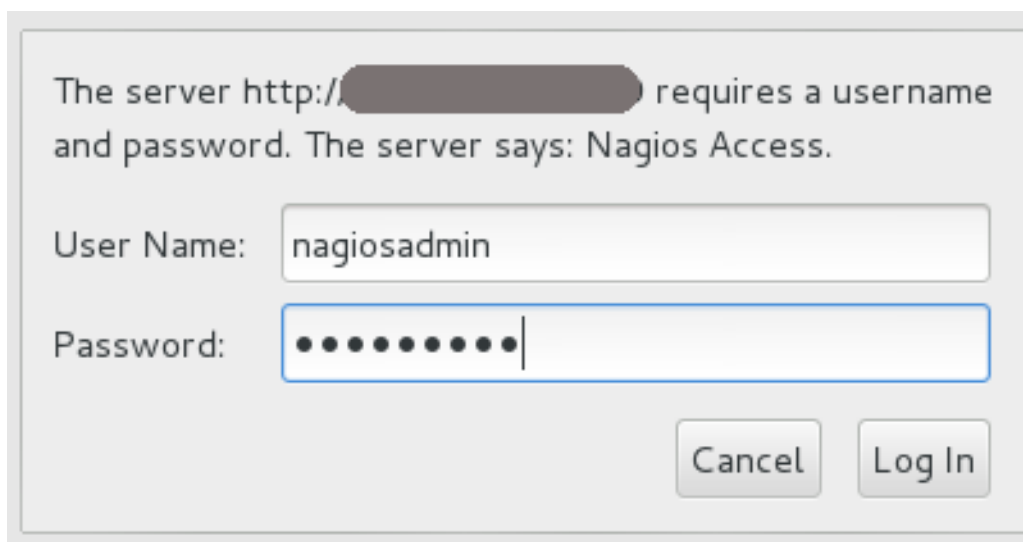 The server http:// requires a username
and password. The server says: Nagios Access.
User Name: nagiosadmin
Password: •••••••••
Cancel Log In